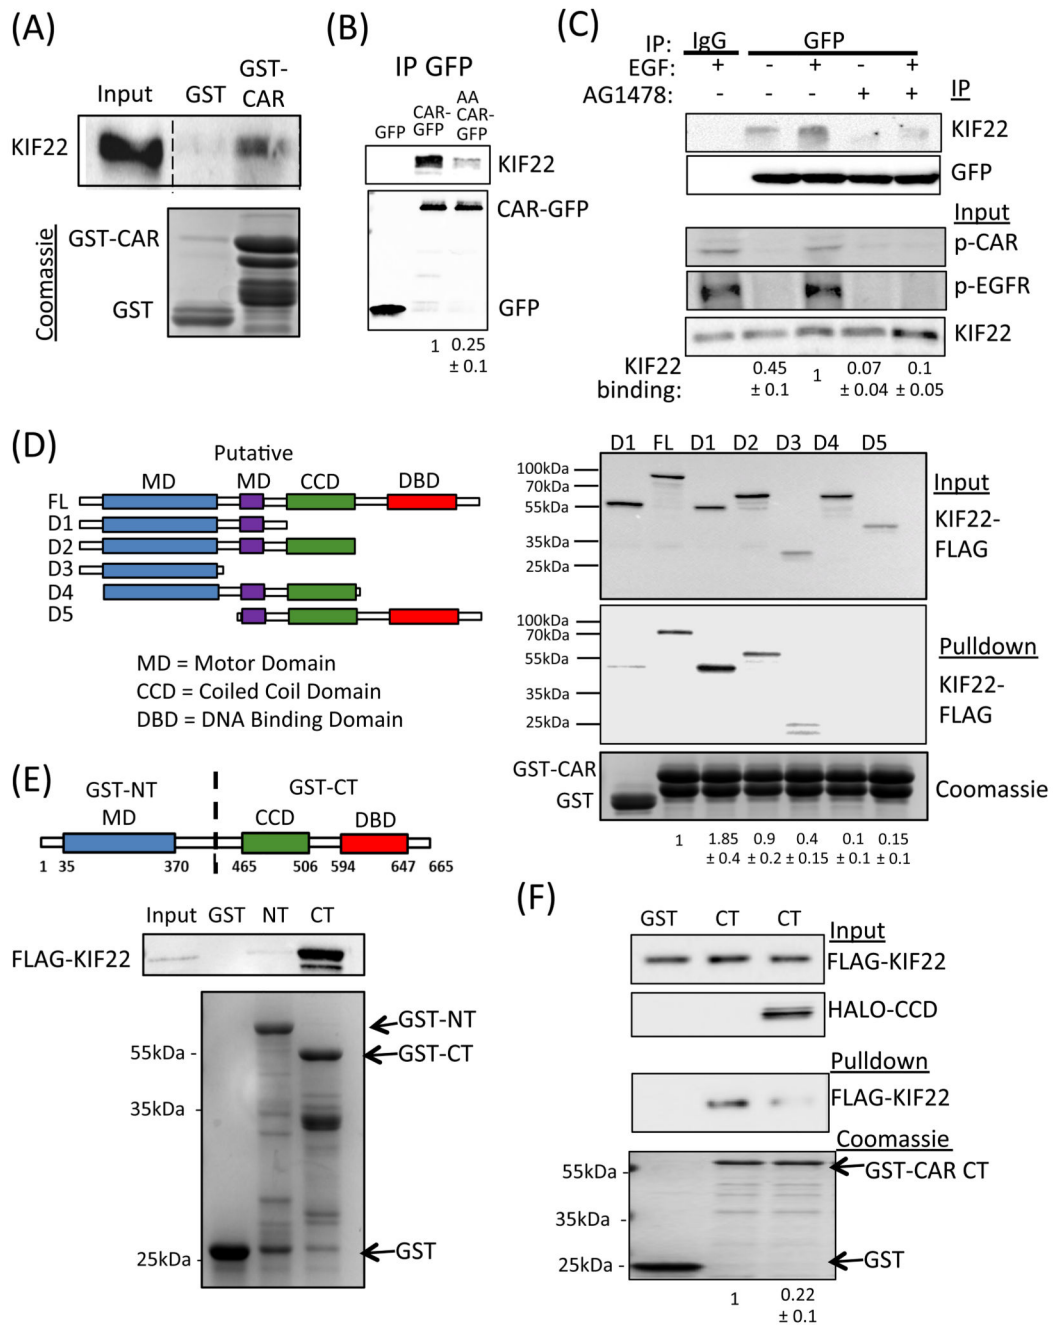 (A)
Input GST GST-
CAR
KIF22
Coomassie
GST-CAR
GST
(B)
IP GFP
GFP CAR-
GFP AA
CAR-
GFP
KIF22
CAR-GFP
GFP
1 0.25
± 0.1
(C)
IP: IgG GFP
EGF: + - + - +
AG1478: - - - + + IP
KIF22
GFP
Input
p-CAR
p-EGFR
KIF22
KIF22
binding: 0.45
± 0.1 1 0.07
± 0.04 0.1
± 0.05
(D)
Putative
MD MD CCD DBD
FL
D1
D2
D3
D4
D5
MD = Motor Domain
CCD = Coiled Coil Domain
DBD = DNA Binding Domain
D1 FL D1 D2 D3 D4 D5
100kDa
70kDa
55kDa
35kDa
25kDa
Input
KIF22-
FLAG
100kDa
70kDa
55kDa
35kDa
25kDa
Pulldown
KIF22-
FLAG
GST-CAR
GST
Coomassie
1 1.85
± 0.4 0.9
± 0.2 0.4
± 0.15 0.1
± 0.1 0.15
± 0.1
(E)
GST-NT GST-CT
MD CCD DBD
1 35 370 465 506 594 647 665
Input GST NT CT
FLAG-KIF22
GST-NT
55kDa -
GST-CT
35kDa -
25kDa -
GST
(F)
GST CT CT
Input
FLAG-KIF22
HALO-CCD
Pulldown
FLAG-KIF22
Coomassie
55kDa -
GST-CAR CT
35kDa -
25kDa -
GST
1 0.22
± 0.1